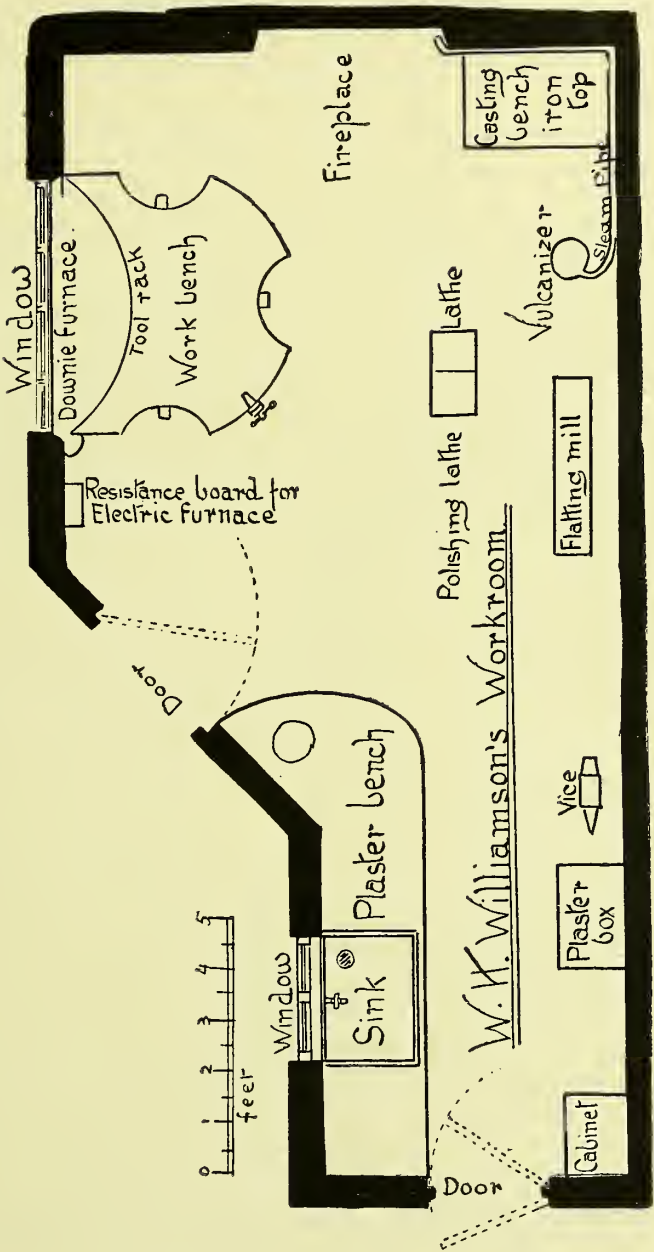 Window
Downie furnace.
Tool rack
Work bench
Resistance board for
Electric furnace
Door
0 1 2 3 4 5
feet
Window
Sink
Plaster bench
Fireplace
Polishing lathe
Lathe
W.H.Williamson's Workroom
Door
Casting
bench
iron
top
Vulcanizer
Steam Pipe
Flatting mill
Vice
Plaster
box
Cabinet